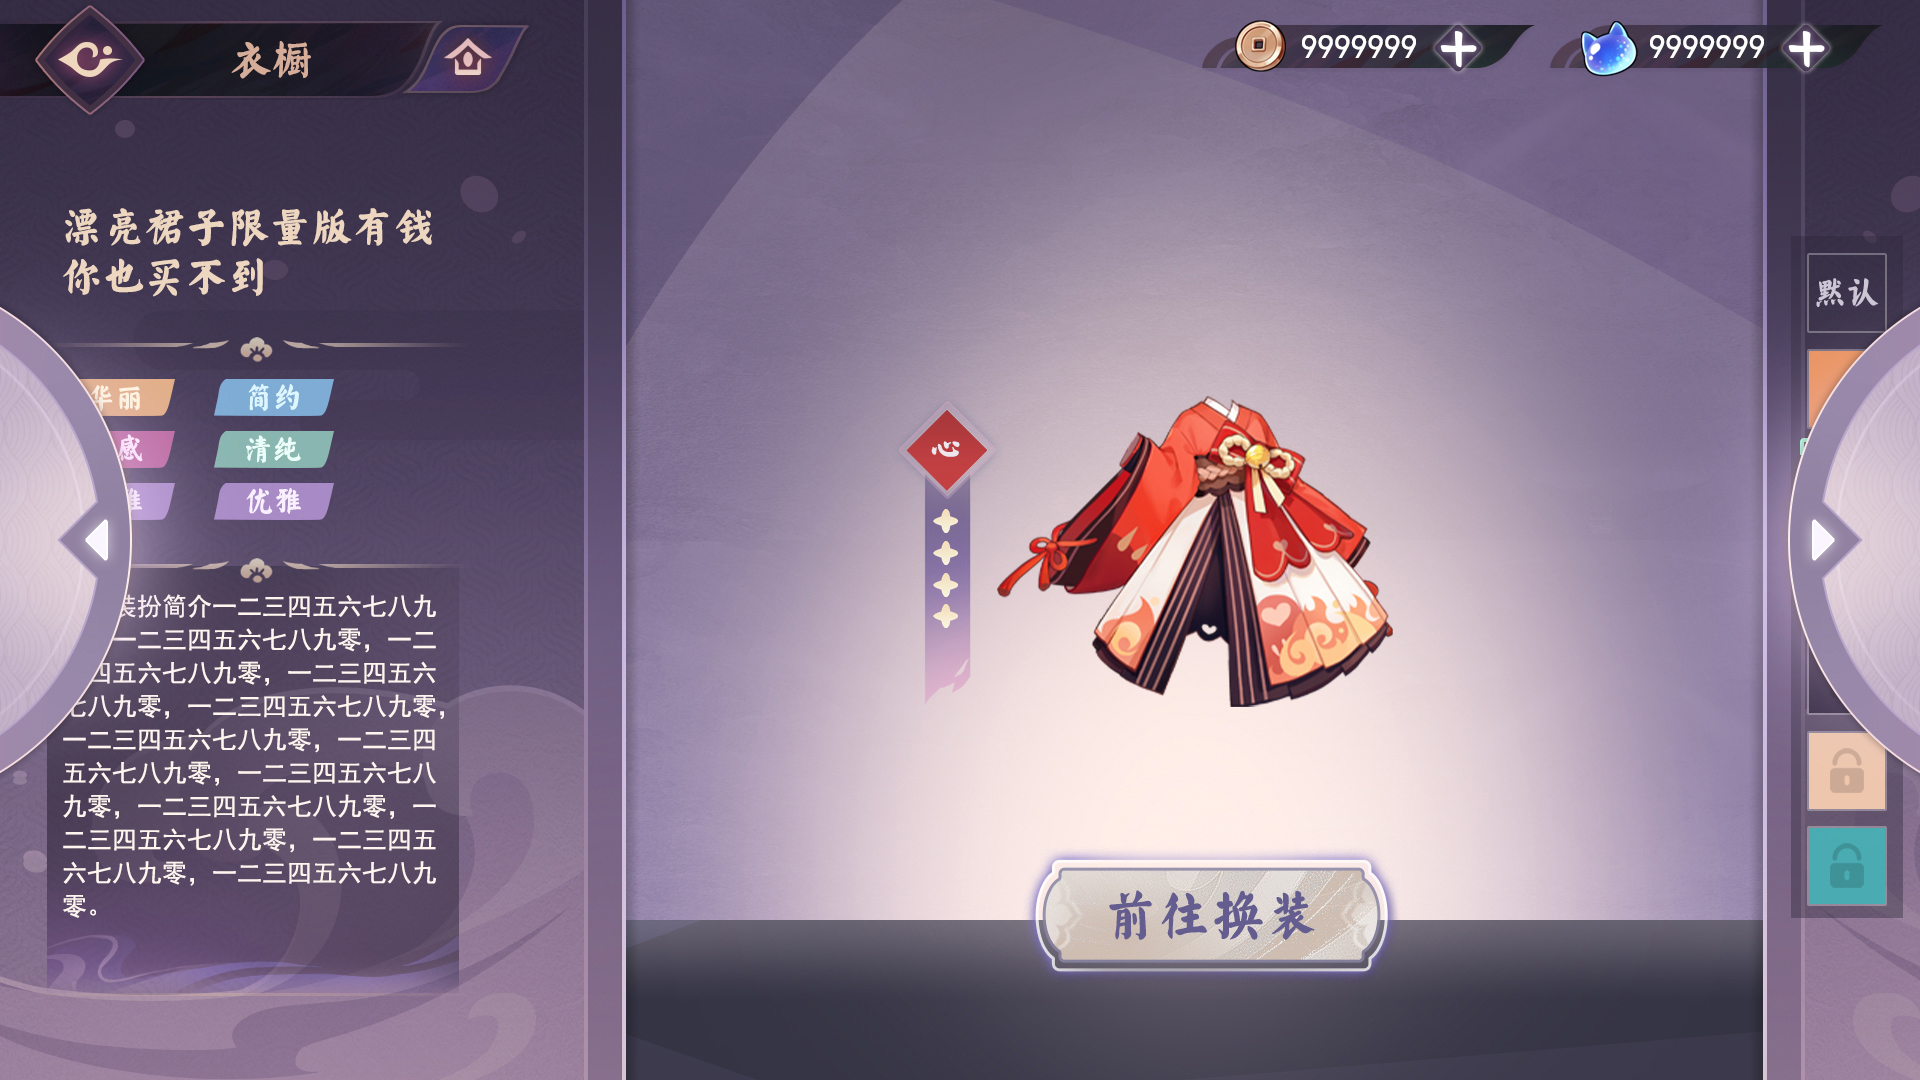 衣橱
9999999
9999999
漂亮裙子限量版有钱
你也买不到
华丽
简约
感
清纯
优雅
装扮简介一二三四五六七八九
一二三四五六七八九零，一二
四五六七八九零，一二三四五六
七八九零，一二三四五六七八九零，
一二三四五六七八九零，一二三四
五六七八九零，一二三四五六七八
九零，一二三四五六七八九零，一
二三四五六七八九零，一二三四五
六七八九零，一二三四五六七八九
零。
心
默认
前往换装